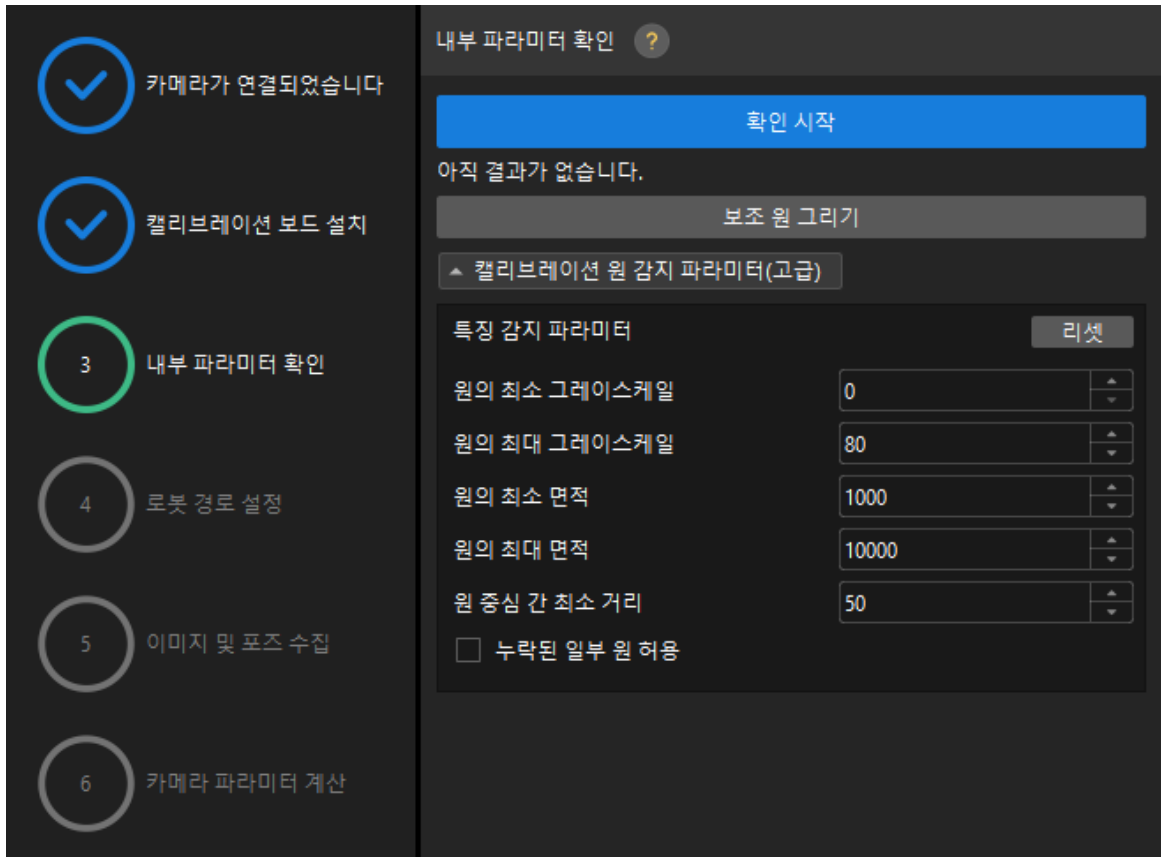 카메라가 연결되었습니다
캘리브레이션 보드 설치
3 내부 파라미터 확인
4 로봇 경로 설정
5 이미지 및 포즈 수집
6 카메라 파라미터 계산
내부 파라미터 확인 ?
확인 시작
아직 결과가 없습니다.
보조 원 그리기
캘리브레이션 원 감지 파라미터(고급)
특징 감지 파라미터 리셋
원의 최소 그레이스케일 0
원의 최대 그레이스케일 80
원의 최소 면적 1000
원의 최대 면적 10000
원 중심 간 최소 거리 50
누락된 일부 원 허용